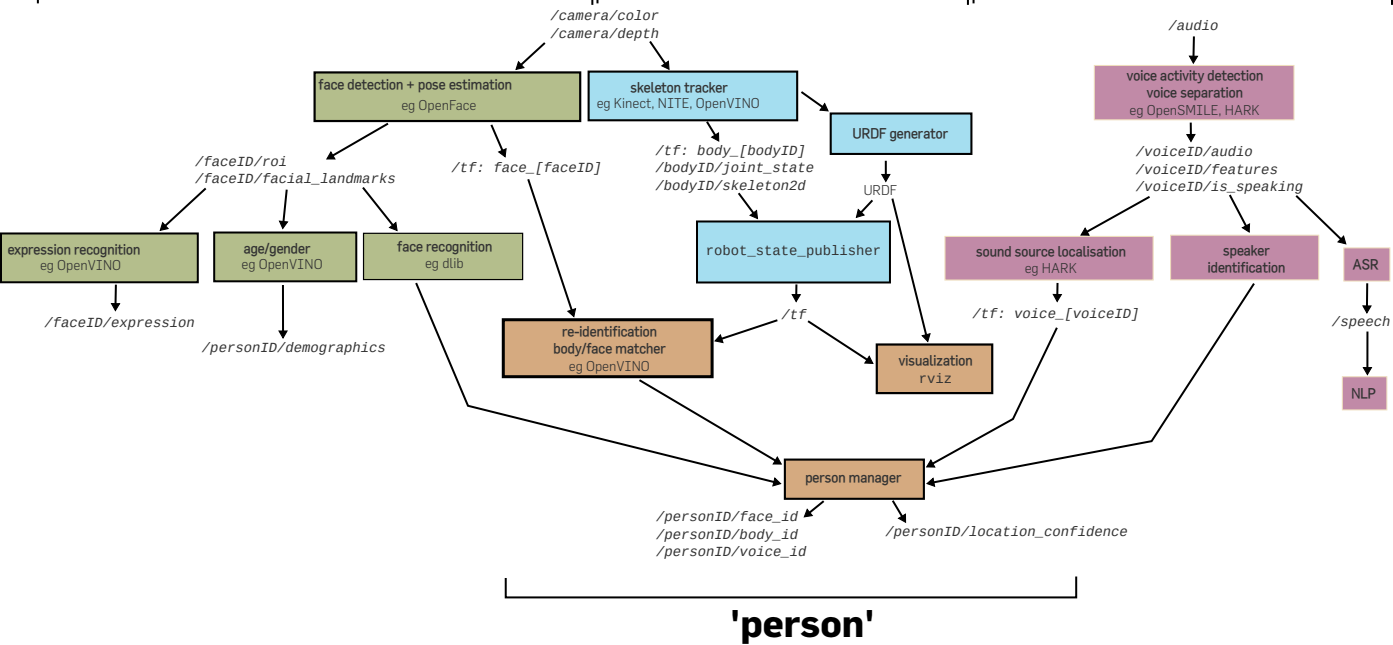 /camera/color
/camera/depth
/audio
face detection + pose estimation
eg OpenFace
skeleton tracker
eg Kinect, NITE, OpenVINO
voice activity detection
voice separation
eg OpenSMILE, HARK
URDF generator
/faceID/roi
/faceID/facial_landmarks
/tf: face_[faceID]
/tf: body_[bodyID]
/bodyID/joint_state
/bodyID/skeleton2d
URDF
/voiceID/audio
/voiceID/features
/voiceID/is_speaking
expression recognition
eg OpenVINO
age/gender
eg OpenVINO
face recognition
eg dlib
robot_state_publisher
sound source localisation
eg HARK
speaker
identification
ASR
/faceID/expression
/personID/demographics
re-identification
body/face matcher
eg OpenVINO
/tf
visualization
rviz
/tf: voice_[voiceID]
/speech
NLP
person manager
/personID/face_id
/personID/body_id
/personID/voice_id
/personID/location_confidence
'person'